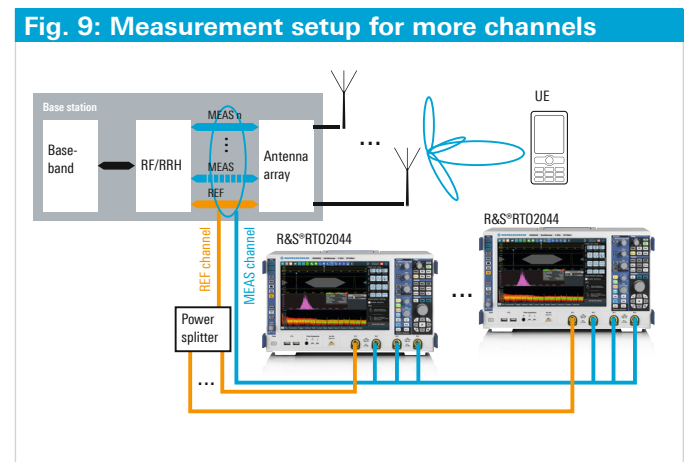 Fig. 9: Measurement setup for more channels
Base station
Base-
band
RF/RRH
MEAS n
MEAS
REF
Antenna
array
...
UE
REF channel
MEAS channel
R&S®RTO2044
R&S®RTO2044
...
Power
splitter
...